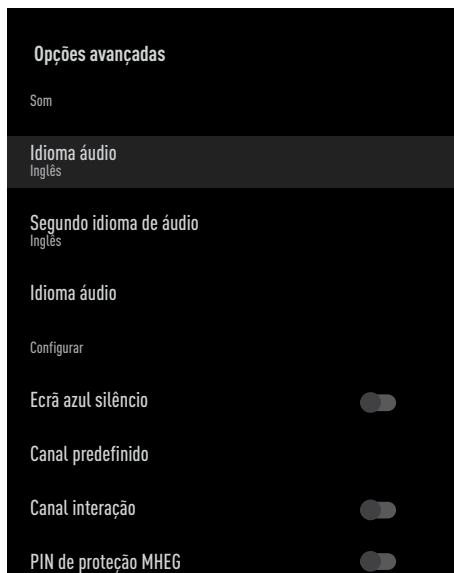 Opções avançadas
Som
Idioma áudio
Inglês
Segundo idioma de áudio
Inglês
Idioma áudio
Configurar
Ecrã azul silêncio
Canal predefinido
Canal interação
PIN de proteção MHEG